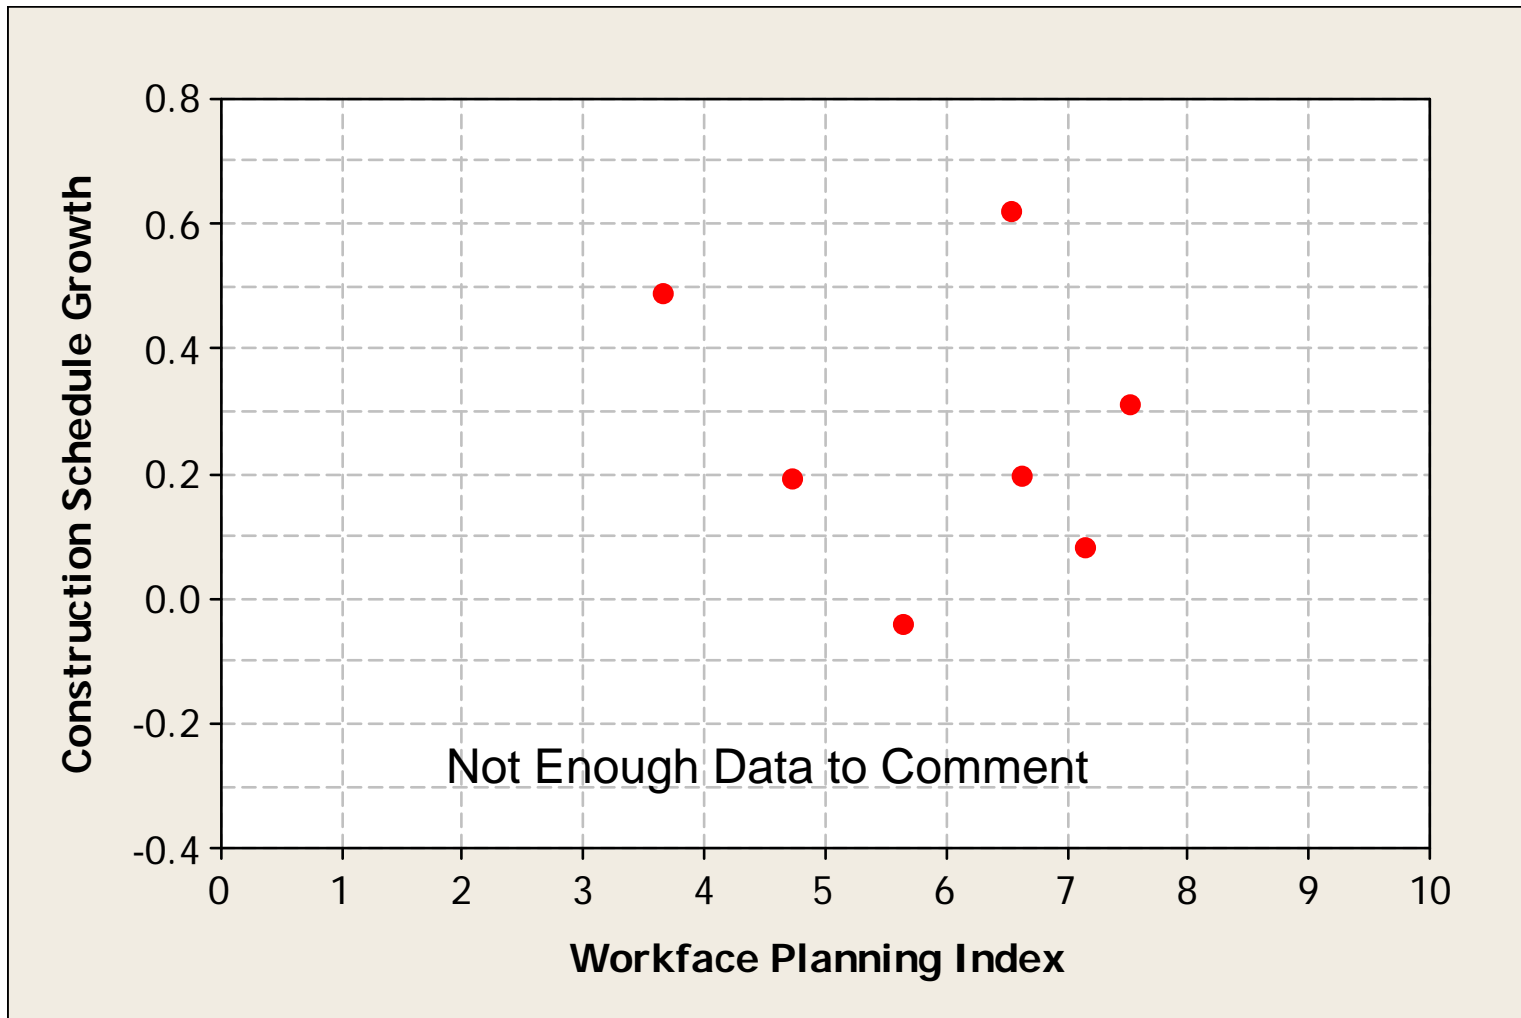 Construction Schedule Growth
0.8
0.6
0.4
0.2
0.0
-0.2
-0.4
Not Enough Data to Comment
0 1 2 3 4 5 6 7 8 9 10
Workface Planning Index